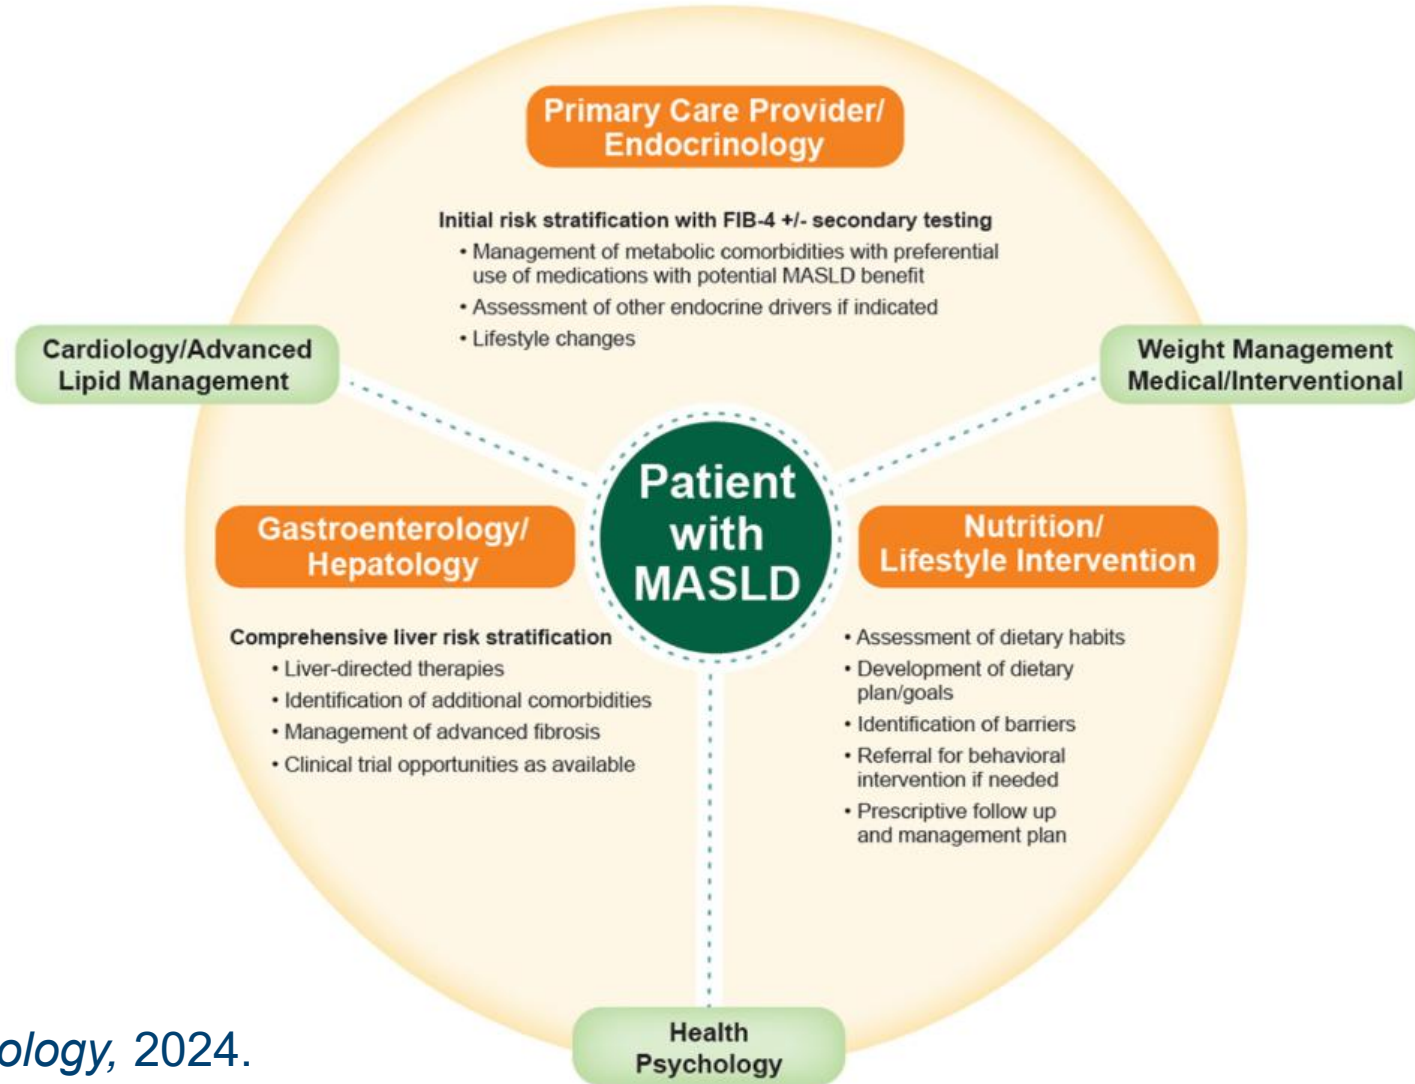 Primary Care Provider/
Endocrinology
Initial risk stratification with FIB-4 +/- secondary testing
• Management of metabolic comorbidities with preferential
use of medications with potential MASLD benefit
• Assessment of other endocrine drivers if indicated
• Lifestyle changes
Cardiology/Advanced
Lipid Management
Weight Management
Medical/Interventional
Patient
with
MASLD
Gastroenterology/
Hepatology
Comprehensive liver risk stratification
• Liver-directed therapies
• Identification of additional comorbidities
• Management of advanced fibrosis
• Clinical trial opportunities as available
Nutrition/
Lifestyle Intervention
• Assessment of dietary habits
• Development of dietary
plan/goals
• Identification of barriers
• Referral for behavioral
intervention if needed
• Prescriptive follow up
and management plan
Health
Psychology
ology, 2024.